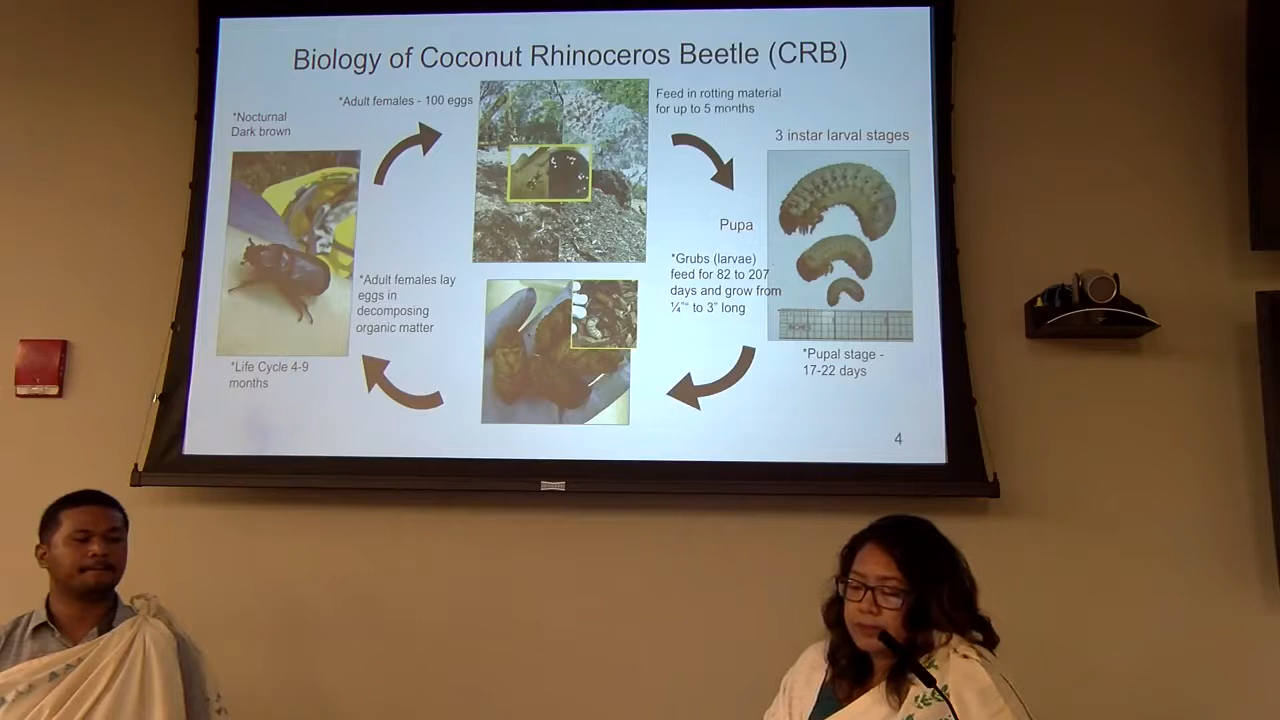 Biology of Coconut Rhinoceros Beetle (CRB)
*Adult females - 100 eggs
Feed in rotting material
for up to 5 months
*Nocturnal
Dark brown
3 instar larval stages
Pupa
*Grubs (larvae)
feed for 82 to 207
days and grow from
¼"" to 3" long
*Adult females lay
eggs in
decomposing
organic matter
*Pupal stage -
17-22 days
*Life Cycle 4-9
months
4